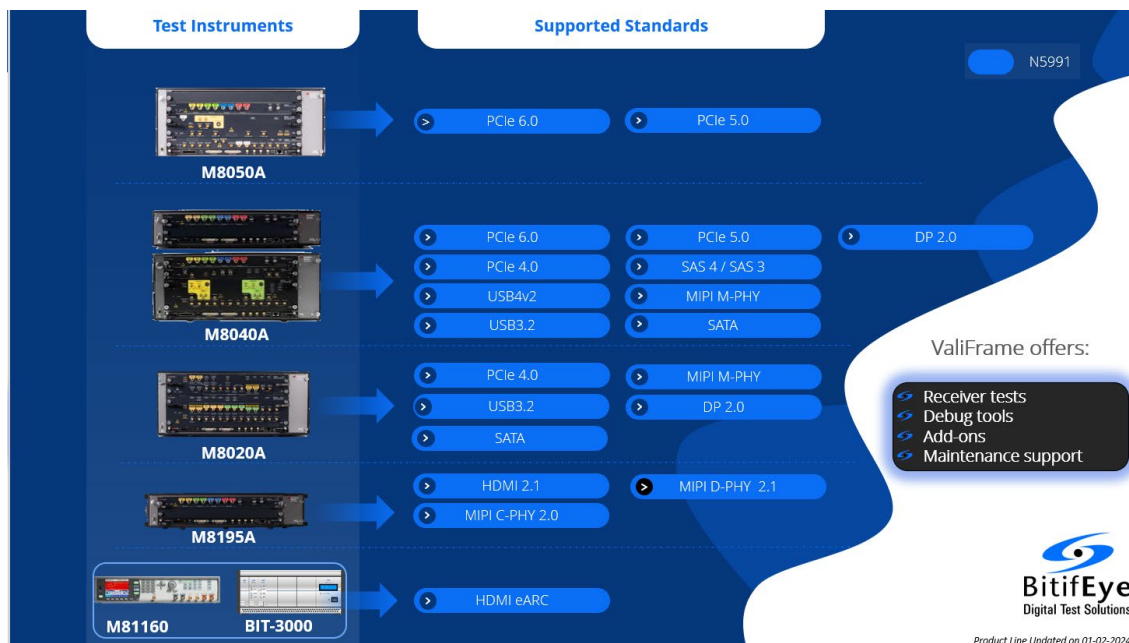 Test Instruments
Supported Standards
N5991
M8050A
PCIe 6.0
PCIe 5.0
M8040A
PCIe 6.0
PCIe 5.0
DP 2.0
PCIe 4.0
SAS 4 / SAS 3
USB4v2
MIPI M-PHY
USB3.2
SATA
M8020A
PCIe 4.0
MIPI M-PHY
USB3.2
DP 2.0
SATA
M8195A
HDMI 2.1
MIPI D-PHY 2.1
MIPI C-PHY 2.0
M81160
BIT-3000
HDMI eARC
ValiFrame offers:
Receiver tests
Debug tools
Add-ons
Maintenance support
BitifEye
Digital Test Solutions
Product Line Updated on 01-02-2024